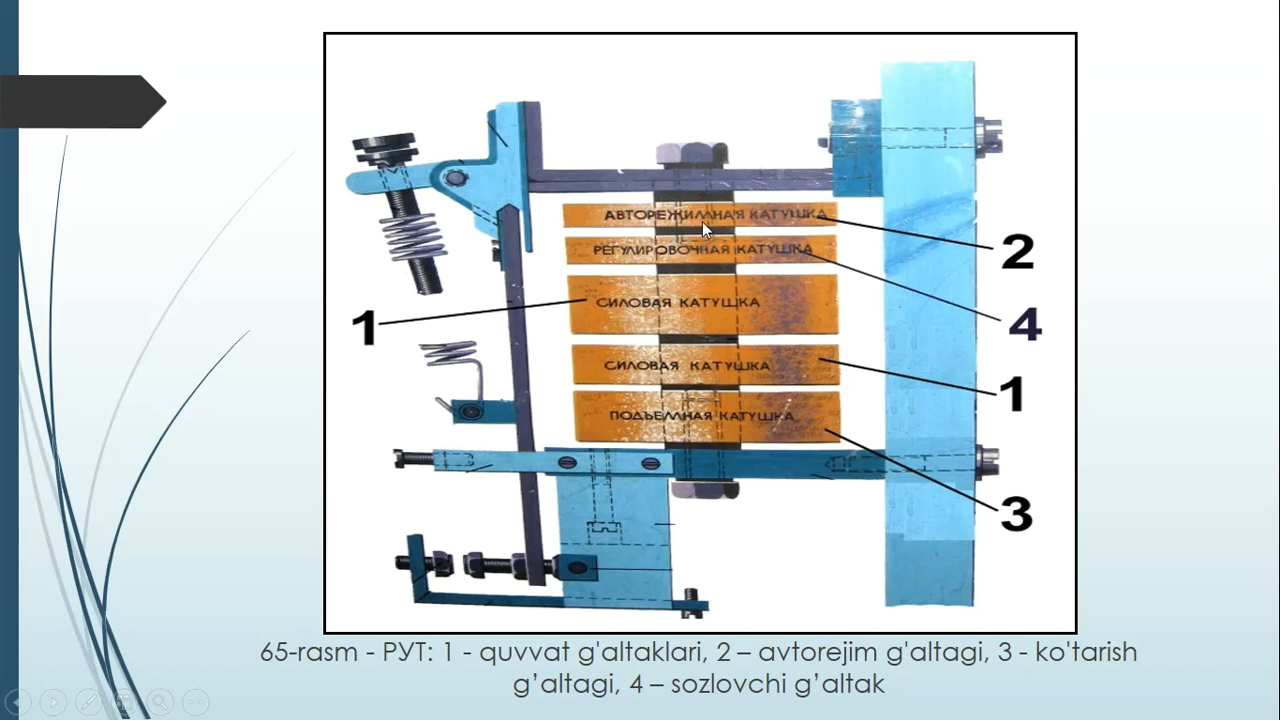 АВТОРЕЖИМНАЯ КАТУШКА
2
РЕГУЛИРОВОЧНАЯ КАТУШКА
1
СИЛОВАЯ КАТУШКА
4
СИЛОВАЯ КАТУШКА
1
ПОДЪЕМНАЯ КАТУШКА
3
65-rasm - РУТ: 1 - quvvat g'altaklari, 2 – avtorejim g'altagi, 3 - ko'tarish
g’altagi, 4 – sozlovchi g’altak